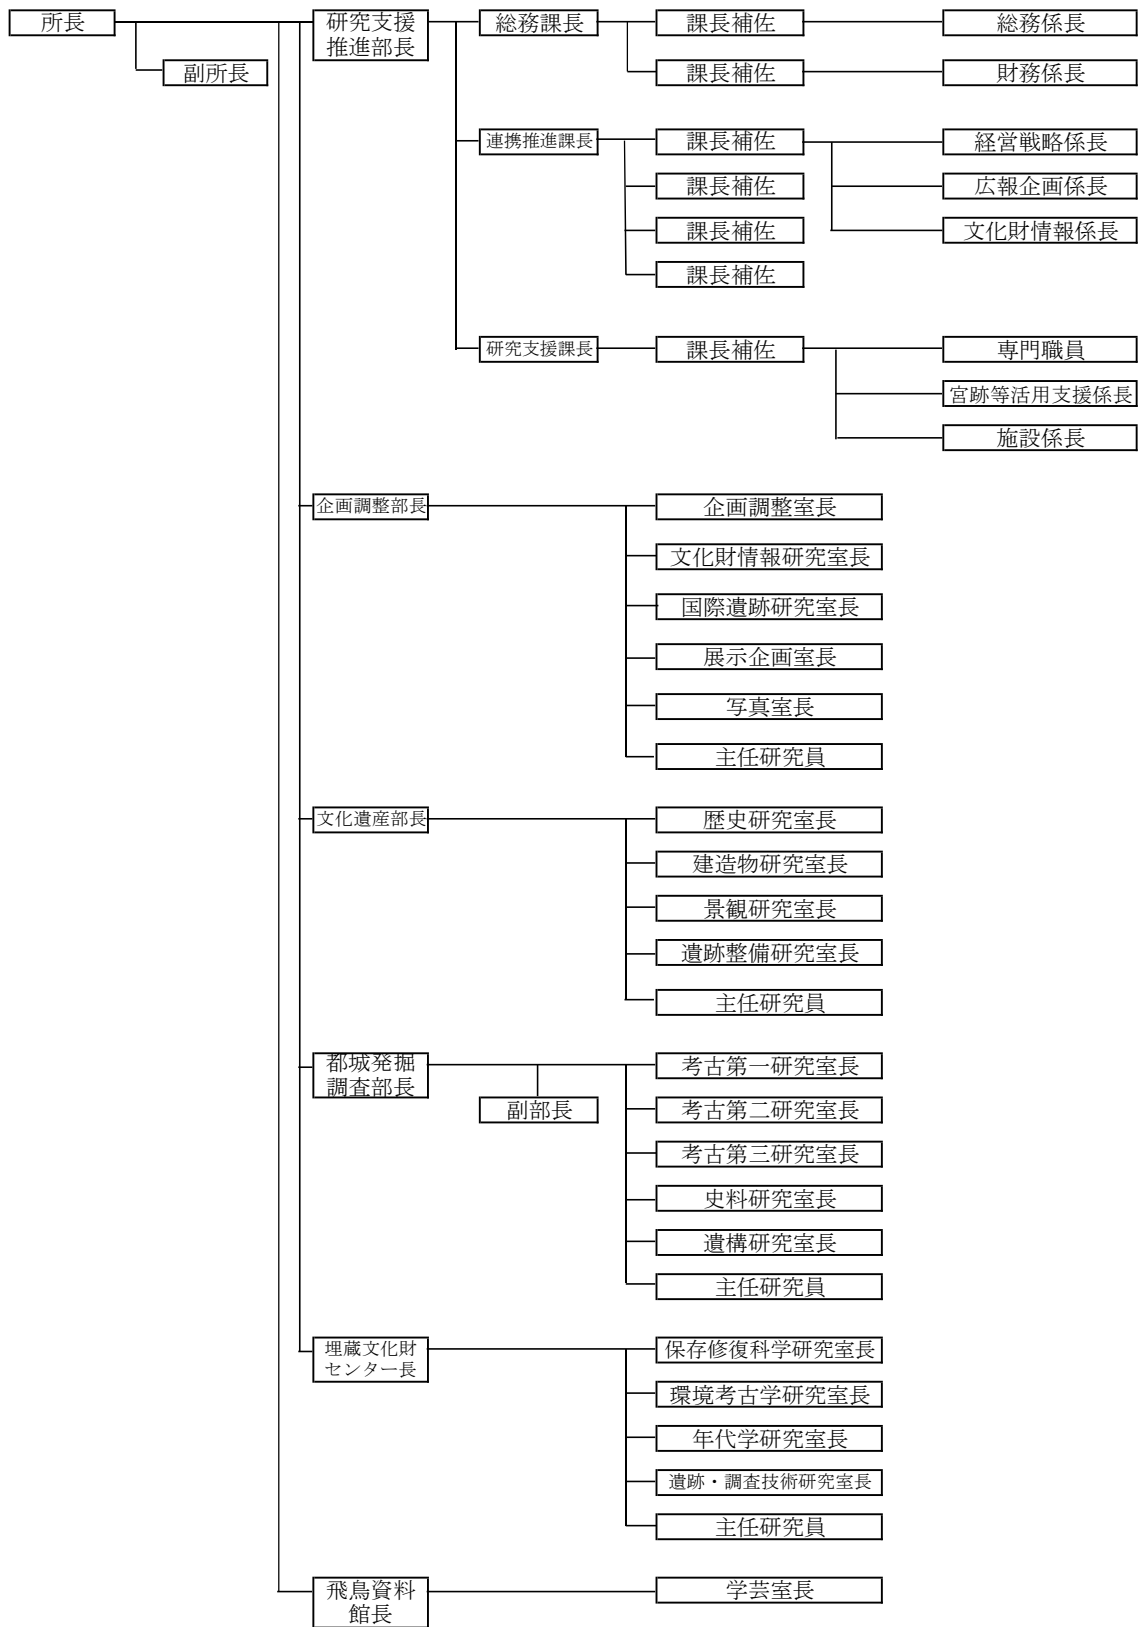 所長
研究支援
推進部長
総務課長
課長補佐
総務係長
副所長
課長補佐
財務係長
連携推進課長
課長補佐
経営戦略係長
課長補佐
広報企画係長
課長補佐
文化財情報係長
課長補佐
研究支援課長
課長補佐
専門職員
宮跡等活用支援係長
施設係長
企画調整部長
企画調整室長
文化財情報研究室長
国際遺跡研究室長
展示企画室長
写真室長
主任研究員
文化遺産部長
歴史研究室長
建造物研究室長
景観研究室長
遺跡整備研究室長
主任研究員
都城発掘
調査部長
副部長
考古第一研究室長
考古第二研究室長
考古第三研究室長
史料研究室長
遺構研究室長
主任研究員
埋蔵文化財
センター長
保存修復科学研究室長
環境考古学研究室長
年代学研究室長
遺跡・調査技術研究室長
主任研究員
飛鳥資料
館長
学芸室長